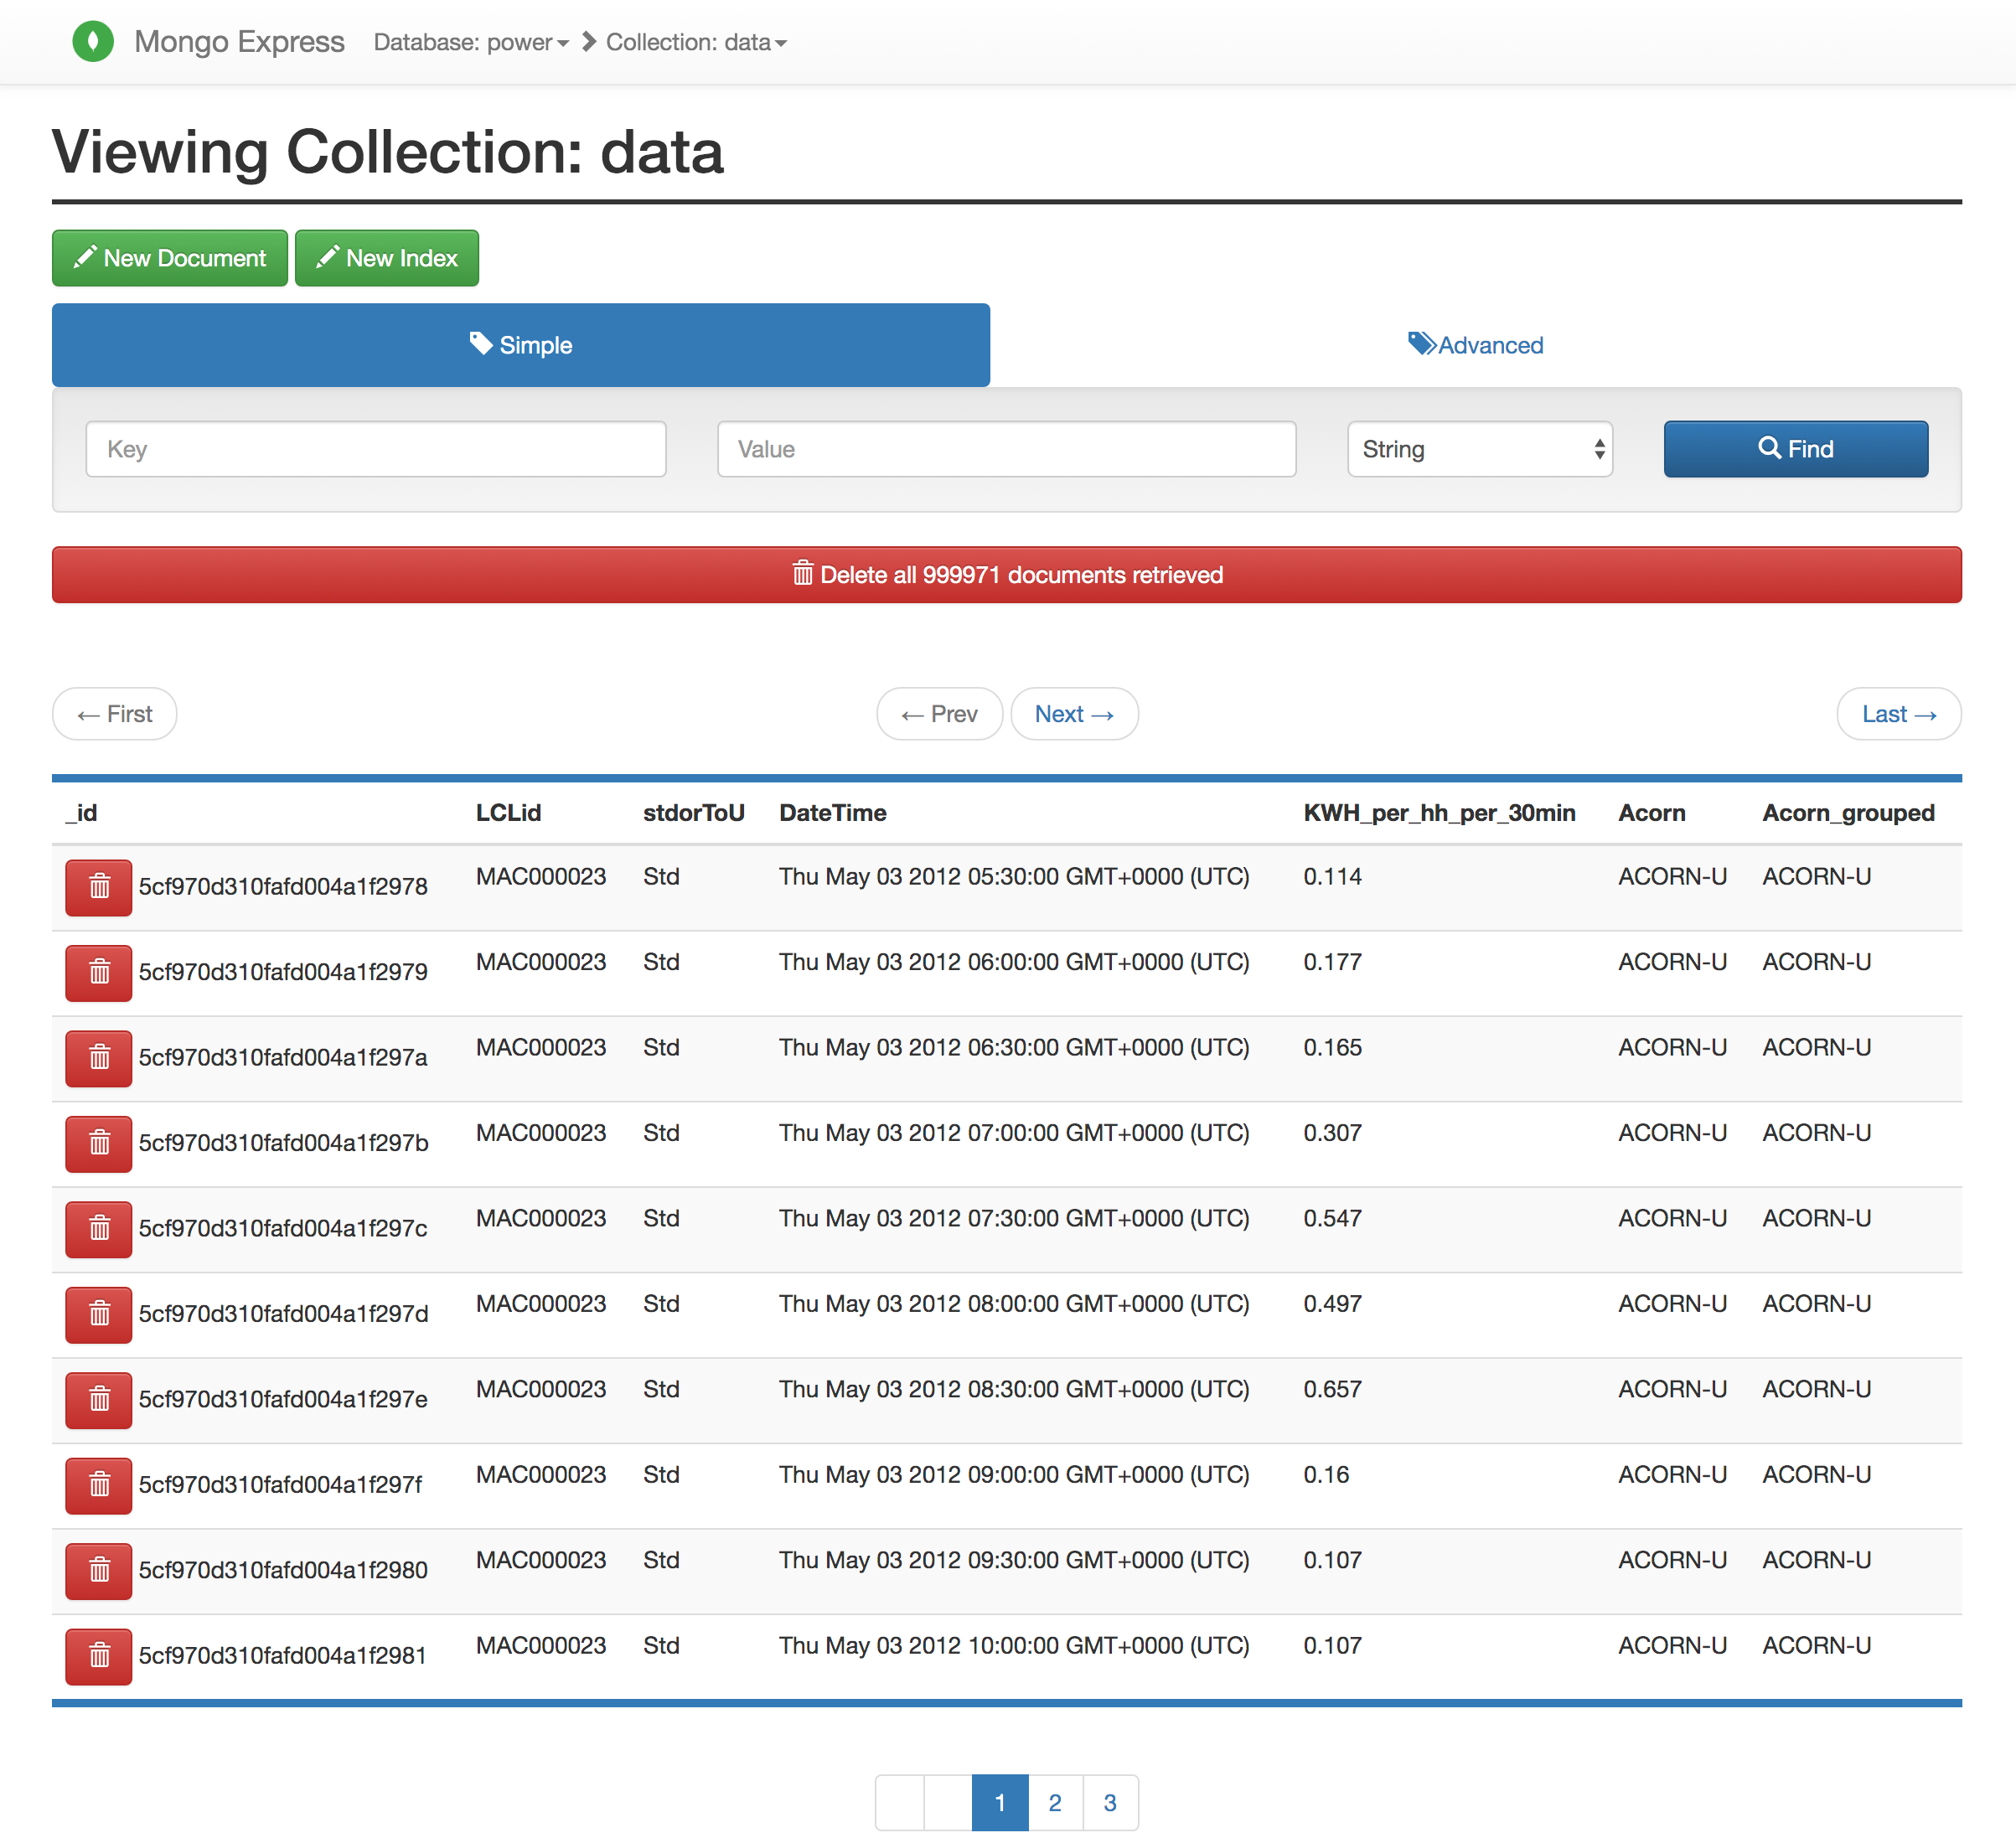 Mongo Express Database: power Collection: data
Viewing Collection: data
New Document New Index
Simple Advanced
Key Value String Find
Delete all 999971 documents retrieved
← First ← Prev Next → Last →
_id LCLid stdorToU DateTime KWH_per_hh_per_30min Acorn Acorn_grouped
5cf970d310fafd004a1f2978 MAC000023 Std Thu May 03 2012 05:30:00 GMT+0000 (UTC) 0.114 ACORN-U ACORN-U
5cf970d310fafd004a1f2979 MAC000023 Std Thu May 03 2012 06:00:00 GMT+0000 (UTC) 0.177 ACORN-U ACORN-U
5cf970d310fafd004a1f297a MAC000023 Std Thu May 03 2012 06:30:00 GMT+0000 (UTC) 0.165 ACORN-U ACORN-U
5cf970d310fafd004a1f297b MAC000023 Std Thu May 03 2012 07:00:00 GMT+0000 (UTC) 0.307 ACORN-U ACORN-U
5cf970d310fafd004a1f297c MAC000023 Std Thu May 03 2012 07:30:00 GMT+0000 (UTC) 0.547 ACORN-U ACORN-U
5cf970d310fafd004a1f297d MAC000023 Std Thu May 03 2012 08:00:00 GMT+0000 (UTC) 0.497 ACORN-U ACORN-U
5cf970d310fafd004a1f297e MAC000023 Std Thu May 03 2012 08:30:00 GMT+0000 (UTC) 0.657 ACORN-U ACORN-U
5cf970d310fafd004a1f297f MAC000023 Std Thu May 03 2012 09:00:00 GMT+0000 (UTC) 0.16 ACORN-U ACORN-U
5cf970d310fafd004a1f2980 MAC000023 Std Thu May 03 2012 09:30:00 GMT+0000 (UTC) 0.107 ACORN-U ACORN-U
5cf970d310fafd004a1f2981 MAC000023 Std Thu May 03 2012 10:00:00 GMT+0000 (UTC) 0.107 ACORN-U ACORN-U
1 2 3